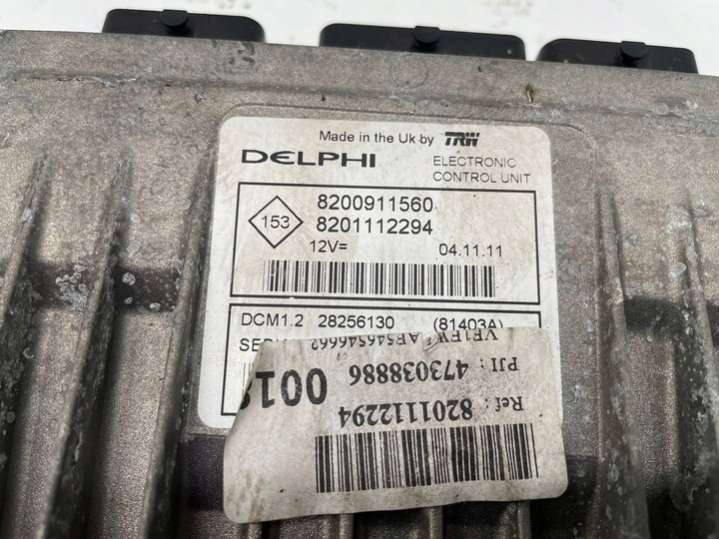 Made in the Uk by TRW
DELPHI ELECTRONIC
CONTROL UNIT
153
8200911560
8201112294
12V= 04.11.11
DCM1.2 28256130 (81403A)
Ref : 8201112294
PJI : 473038886